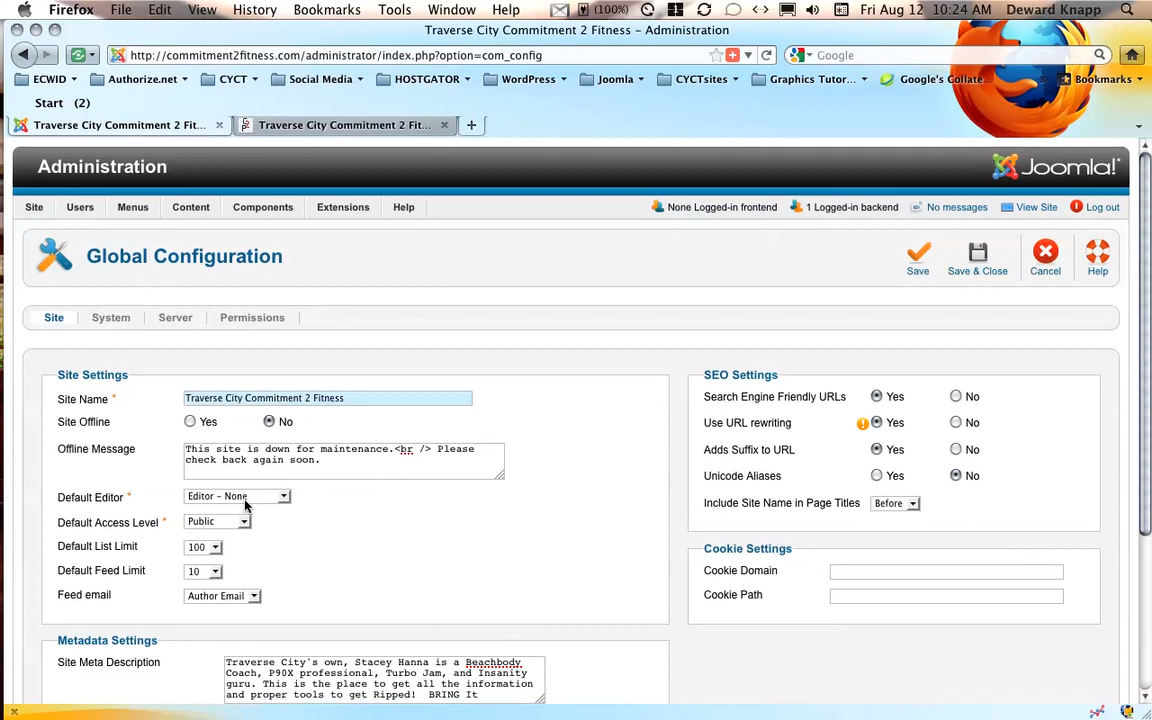 Firefox File Edit View History Bookmarks Tools Window Help (100%) Fri Aug 12 10:24 AM Deward Knapp
Traverse City Commitment 2 Fitness - Administration
http://commitment2fitness.com/administrator/index.php?option=com_config Google
ECWID Authorize.net CYCT Social Media HOSTGATOR WordPress Joomla CYCTsites Graphics Tutor... Google's Collate... Bookmarks
Start (2)
Traverse City Commitment 2 Fit... Traverse City Commitment 2 Fit...
Administration Joomla!
Site Users Menus Content Components Extensions Help None Logged-in frontend 1 Logged-in backend No messages View Site Log out
Global Configuration Save Save & Close Cancel Help
Site System Server Permissions
Site Settings
Site Name * Traverse City Commitment 2 Fitness
Site Offline Yes No
Offline Message This site is down for maintenance.<br /> Please
check back again soon.
Default Editor * Editor - None
Default Access Level * Public
Default List Limit 100
Default Feed Limit 10
Feed email Author Email
SEO Settings
Search Engine Friendly URLs Yes No
Use URL rewriting Yes No
Adds Suffix to URL Yes No
Unicode Aliases Yes No
Include Site Name in Page Titles Before
Cookie Settings
Cookie Domain
Cookie Path
Metadata Settings
Site Meta Description Traverse City's own, Stacey Hanna is a Beachbody
Coach, P90X professional, Turbo Jam, and Insanity
guru. This is the place to get all the information
and proper tools to get Ripped! BRING It